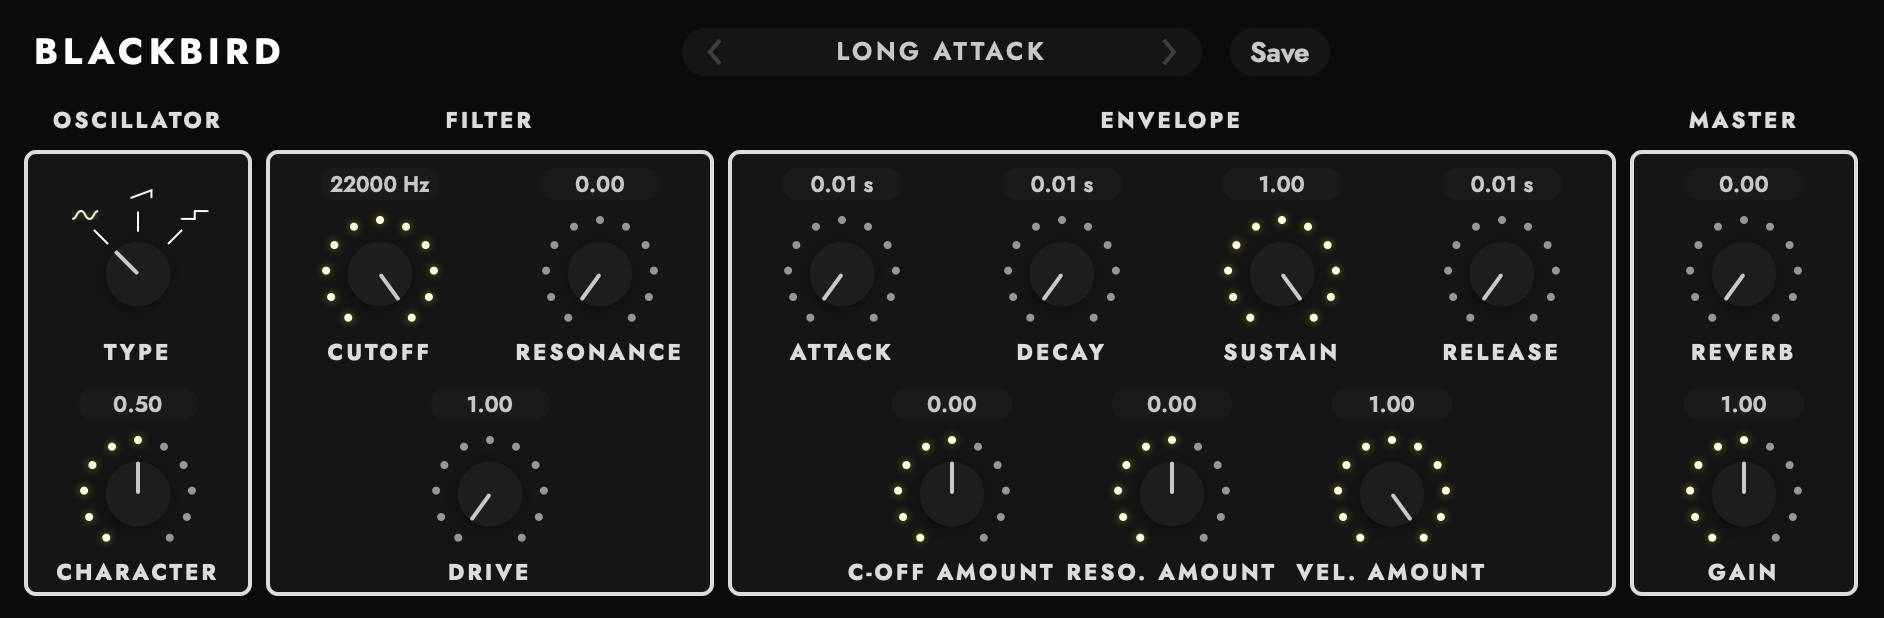 BLACKBIRD
LONG ATTACK
Save
OSCILLATOR
FILTER
ENVELOPE
MASTER
22000 Hz
0.00
0.01 s
0.01 s
1.00
0.01 s
0.00
TYPE
CUTOFF
RESONANCE
ATTACK
DECAY
SUSTAIN
RELEASE
REVERB
0.50
1.00
0.00
0.00
1.00
1.00
CHARACTER
DRIVE
C-OFF AMOUNT
RESO. AMOUNT
VEL. AMOUNT
GAIN